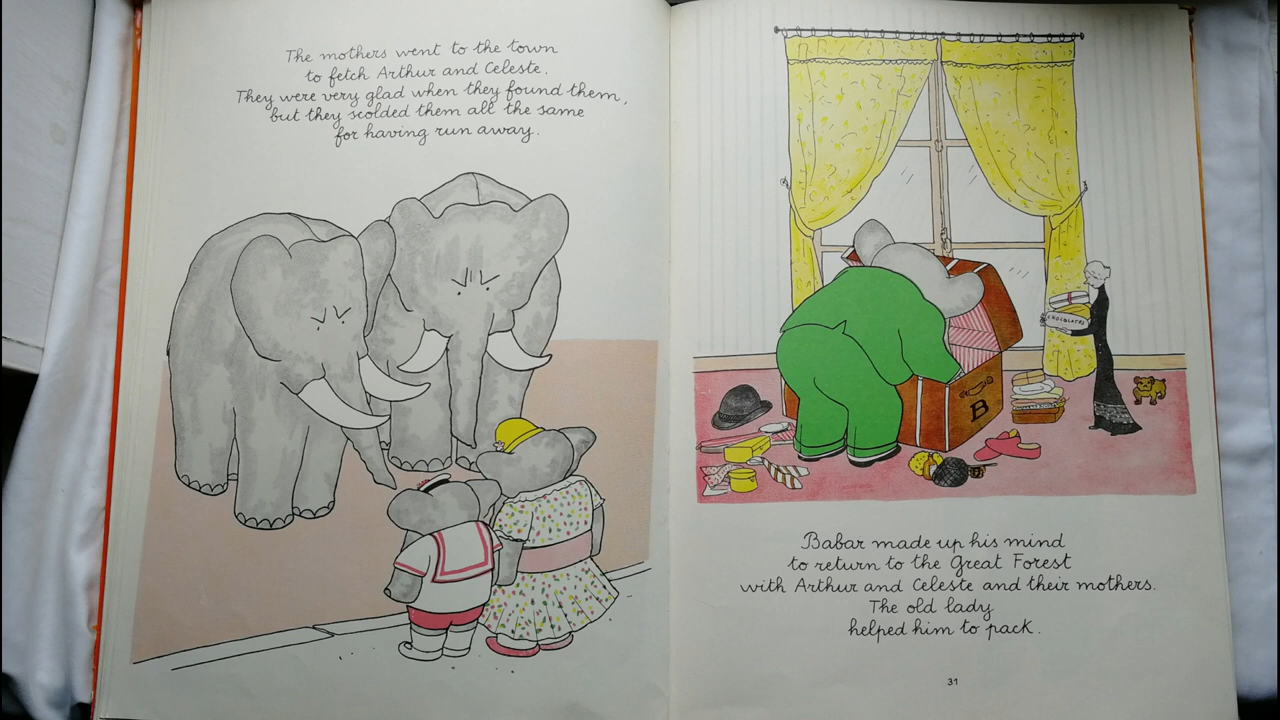 The mothers went to the town
to fetch Arthur and Celeste.
They were very glad when they found them,
but they scolded them all the same
for having run away.
CHOCOLATES
B
Babar made up his mind
to return to the Great Forest
with Arthur and Celeste and their mothers.
The old lady
helped him to pack.
31